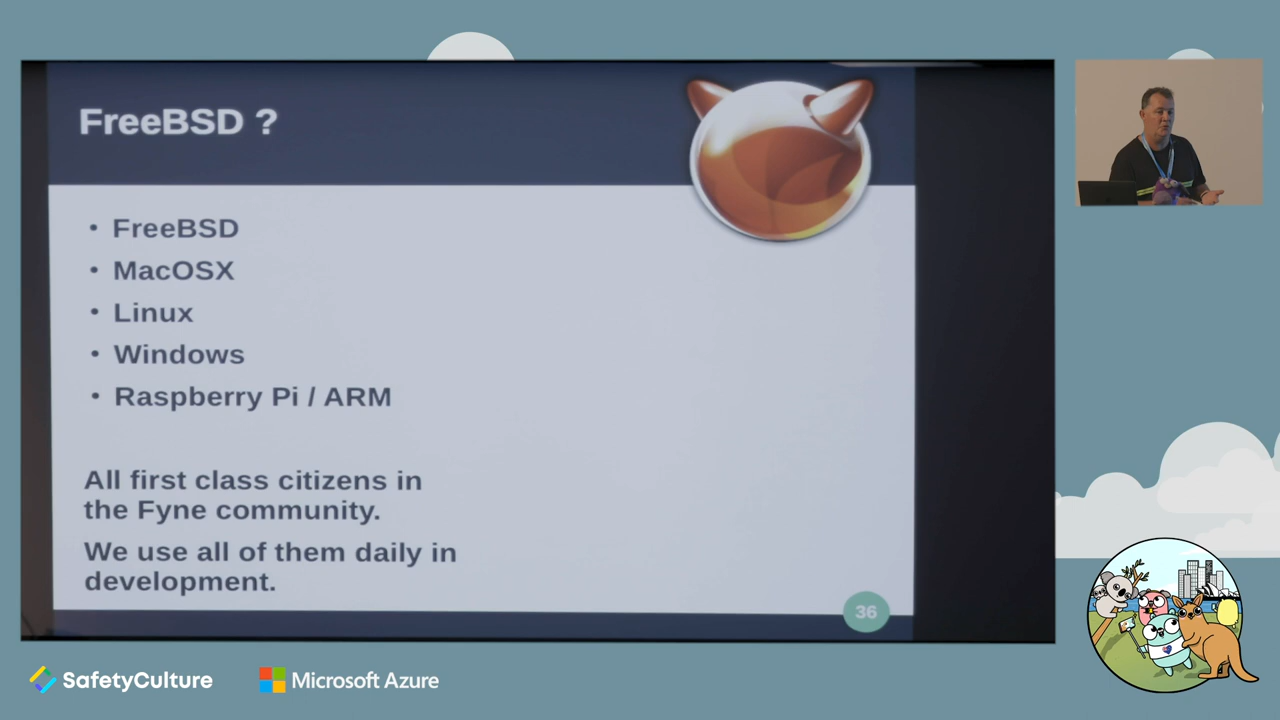 FreeBSD ?
• FreeBSD
• MacOSX
• Linux
• Windows
• Raspberry Pi / ARM
All first class citizens in
the Fyne community.
We use all of them daily in
development.
36
SafetyCulture
Microsoft Azure